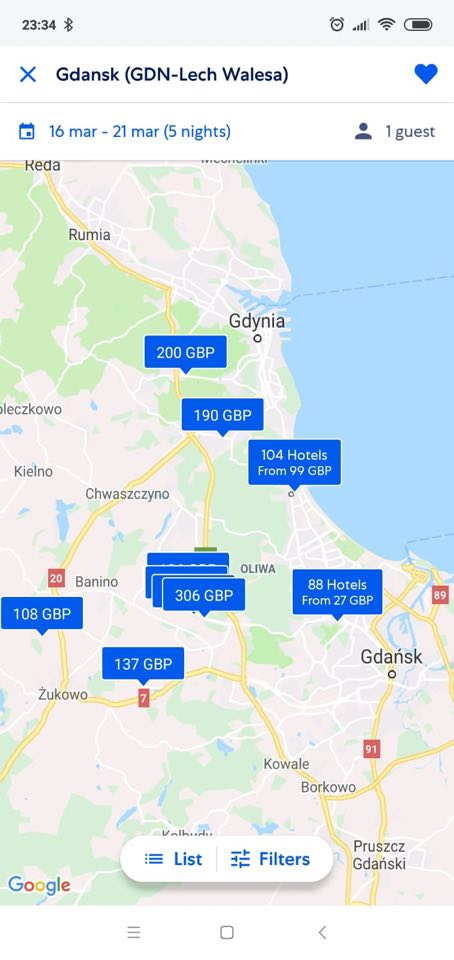 23:34
Gdansk (GDN-Lech Walesa)
16 mar - 21 mar (5 nights)
1 guest
Reda
Rumia
Gdynia
200 GBP
190 GBP
104 Hotels
From 99 GBP
Kielno
Chwaszczyno
20
Banino
OLIWA
306 GBP
88 Hotels
From 27 GBP
89
108 GBP
137 GBP
Gdańsk
Żukowo
7
91
Kowale
Borkowo
List
Filters
Pruszcz
Gdański
Google